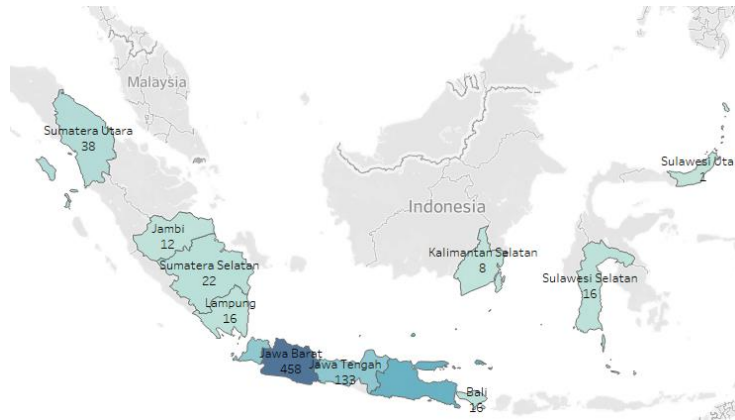 Malaysia
Sumatera Utara
38
Sulawesi Uta
2
Indonesia
Jambi
12
Kalimantan Selatan
8
Sumatera Selatan
22
Sulawesi Selatan
16
Lampung
16
Jawa Barat
458
Jawa Tengah
133
Bali
16